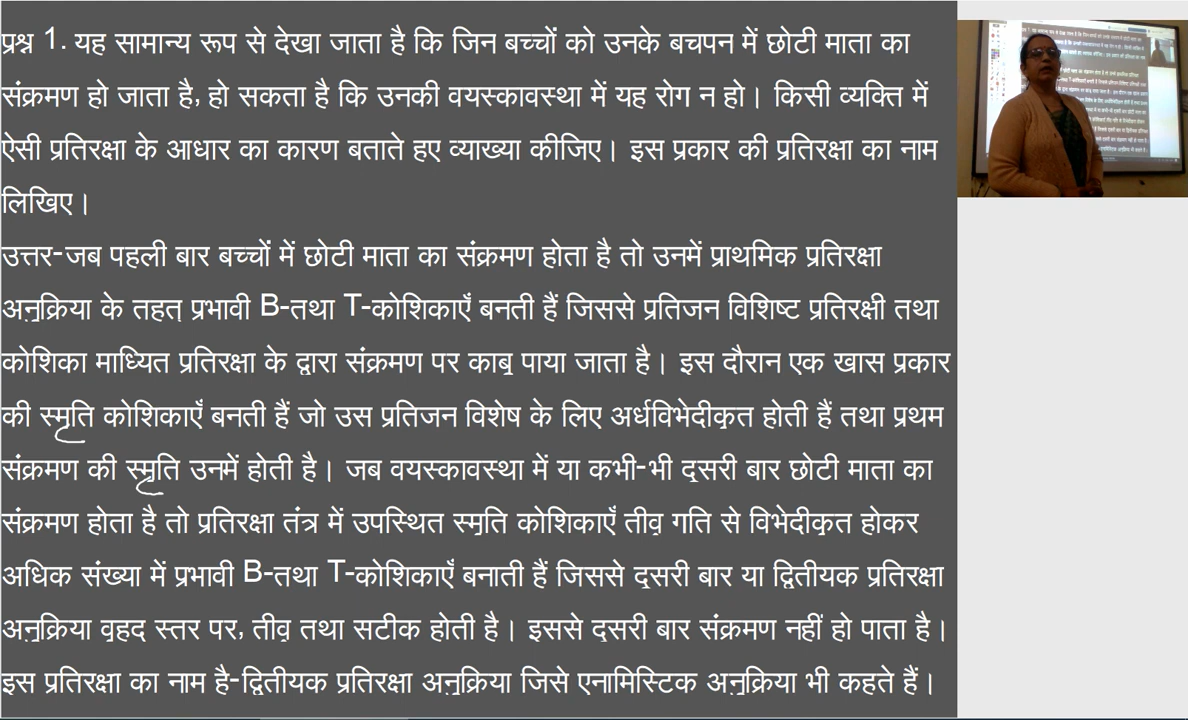 प्रश्न 1. यह सामान्य रूप से देखा जाता है कि जिन बच्चों को उनके बचपन में छोटी माता का
संक्रमण हो जाता है, हो सकता है कि उनकी वयस्कावस्था में यह रोग न हो। किसी व्यक्ति में
ऐसी प्रतिरक्षा के आधार का कारण बताते हुए व्याख्या कीजिए। इस प्रकार की प्रतिरक्षा का नाम
लिखिए।
उत्तर-जब पहली बार बच्चों में छोटी माता का संक्रमण होता है तो उनमें प्राथमिक प्रतिरक्षा
अनुक्रिया के तहत् प्रभावी B-तथा T-कोशिकाएँ बनती हैं जिससे प्रतिजन विशिष्ट प्रतिरक्षी तथा
कोशिका माध्यित प्रतिरक्षा के द्वारा संक्रमण पर काबू पाया जाता है। इस दौरान एक खास प्रकार
की स्मृति कोशिकाएँ बनती हैं जो उस प्रतिजन विशेष के लिए अर्धविभेदीकृत होती हैं तथा प्रथम
संक्रमण की स्मृति उनमें होती है। जब वयस्कावस्था में या कभी-भी दूसरी बार छोटी माता का
संक्रमण होता है तो प्रतिरक्षा तंत्र में उपस्थित स्मृति कोशिकाएँ तीव्र गति से विभेदीकृत होकर
अधिक संख्या में प्रभावी B-तथा T-कोशिकाएँ बनाती हैं जिससे दूसरी बार या द्वितीयक प्रतिरक्षा
अनुक्रिया वृहद स्तर पर, तीव्र तथा सटीक होती है। इससे दूसरी बार संक्रमण नहीं हो पाता है।
इस प्रतिरक्षा का नाम है-द्वितीयक प्रतिरक्षा अनुक्रिया जिसे एनामिस्टिक अनुक्रिया भी कहते हैं।